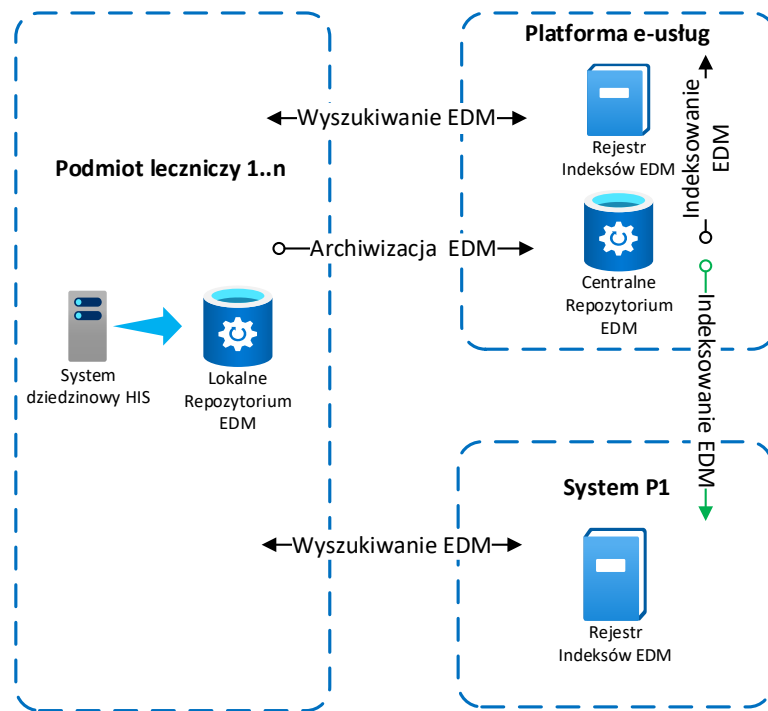 Platforma e-usług
Wyszukiwanie EDM
Rejestr
Indeksów EDM
Indeksowanie
EDM
Podmiot leczniczy 1..n
Archiwizacja EDM
Centralne
Repozytorium
EDM
System
dziedzinowy HIS
Lokalne
Repozytorium
EDM
Indeksowanie EDM
System P1
Wyszukiwanie EDM
Rejestr
Indeksów EDM